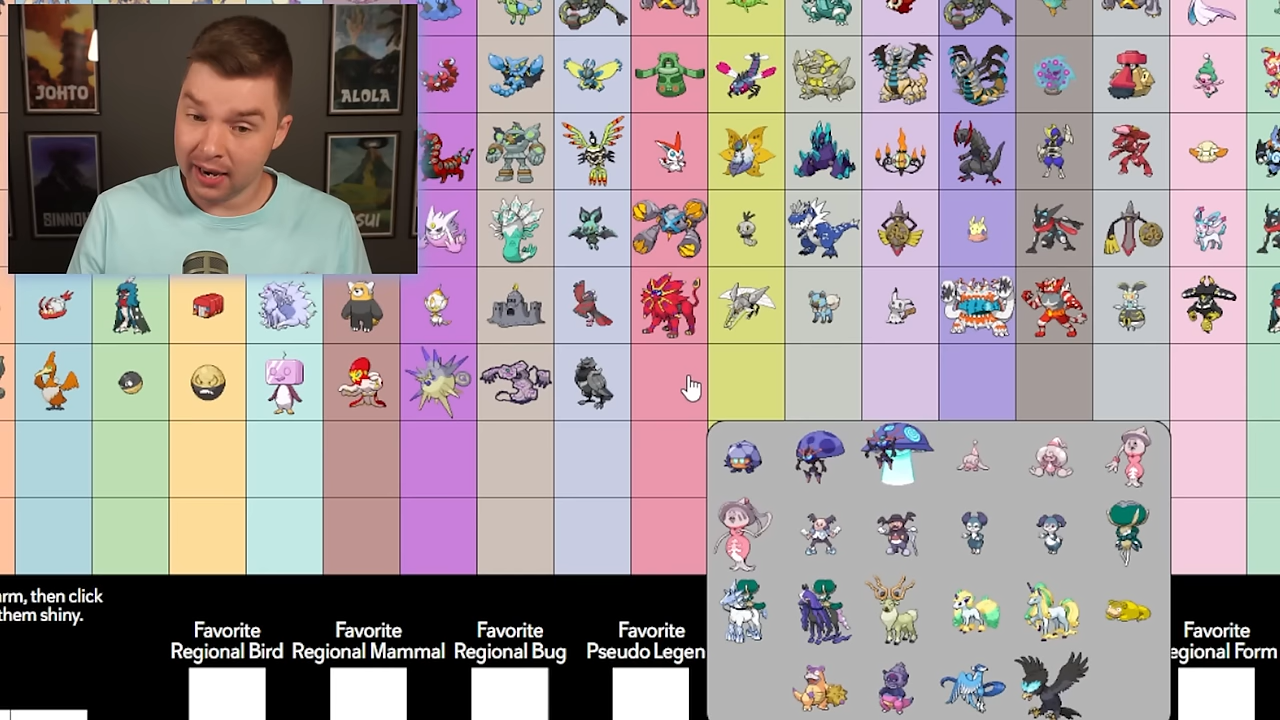 JOHTO
ALOLA
SINNOH
SUI
arm, then click
them shiny.
Favorite
Regional Bird
Favorite
Regional Mammal
Favorite
Regional Bug
Favorite
Pseudo Legen
Favorite
egional Form